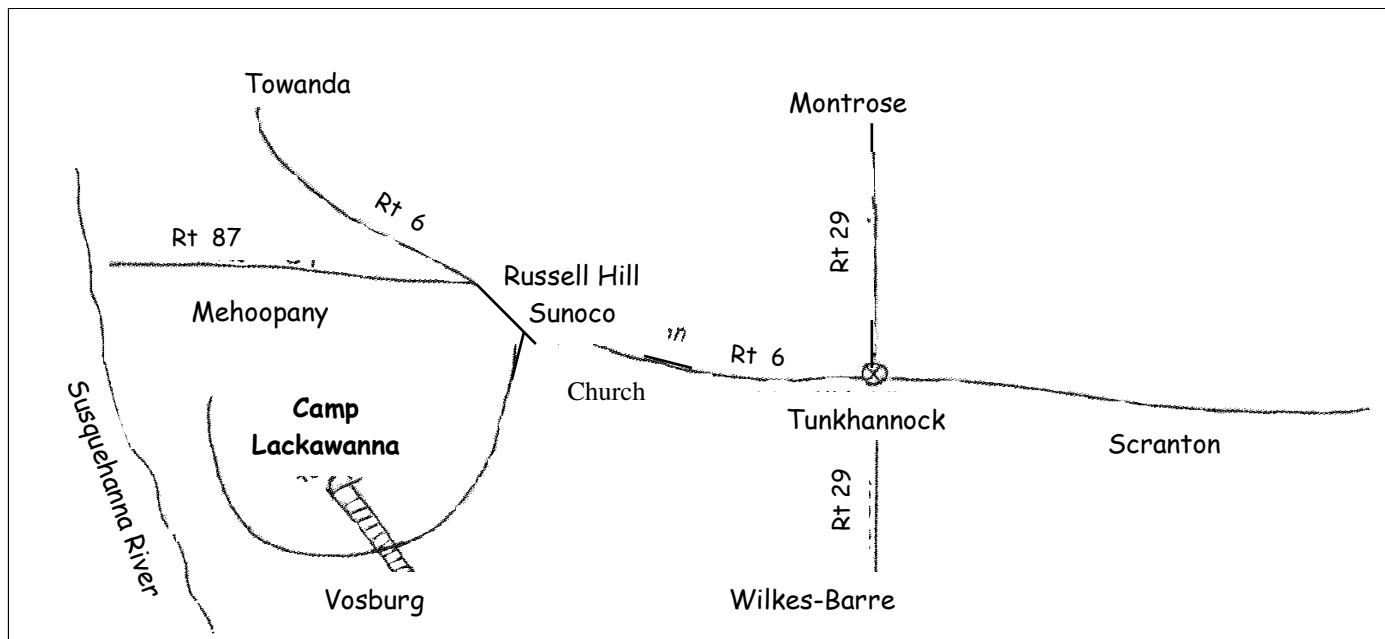 Towanda
Montrose
Rt 6
Rt 87
Rt 29
Russell Hill
Sunoco
Mehoopany
Rt 6
Church
Susquehanna River
Camp
Lackawanna
Tunkhannock
Scranton
Rt 29
Vosburg
Wilkes-Barre